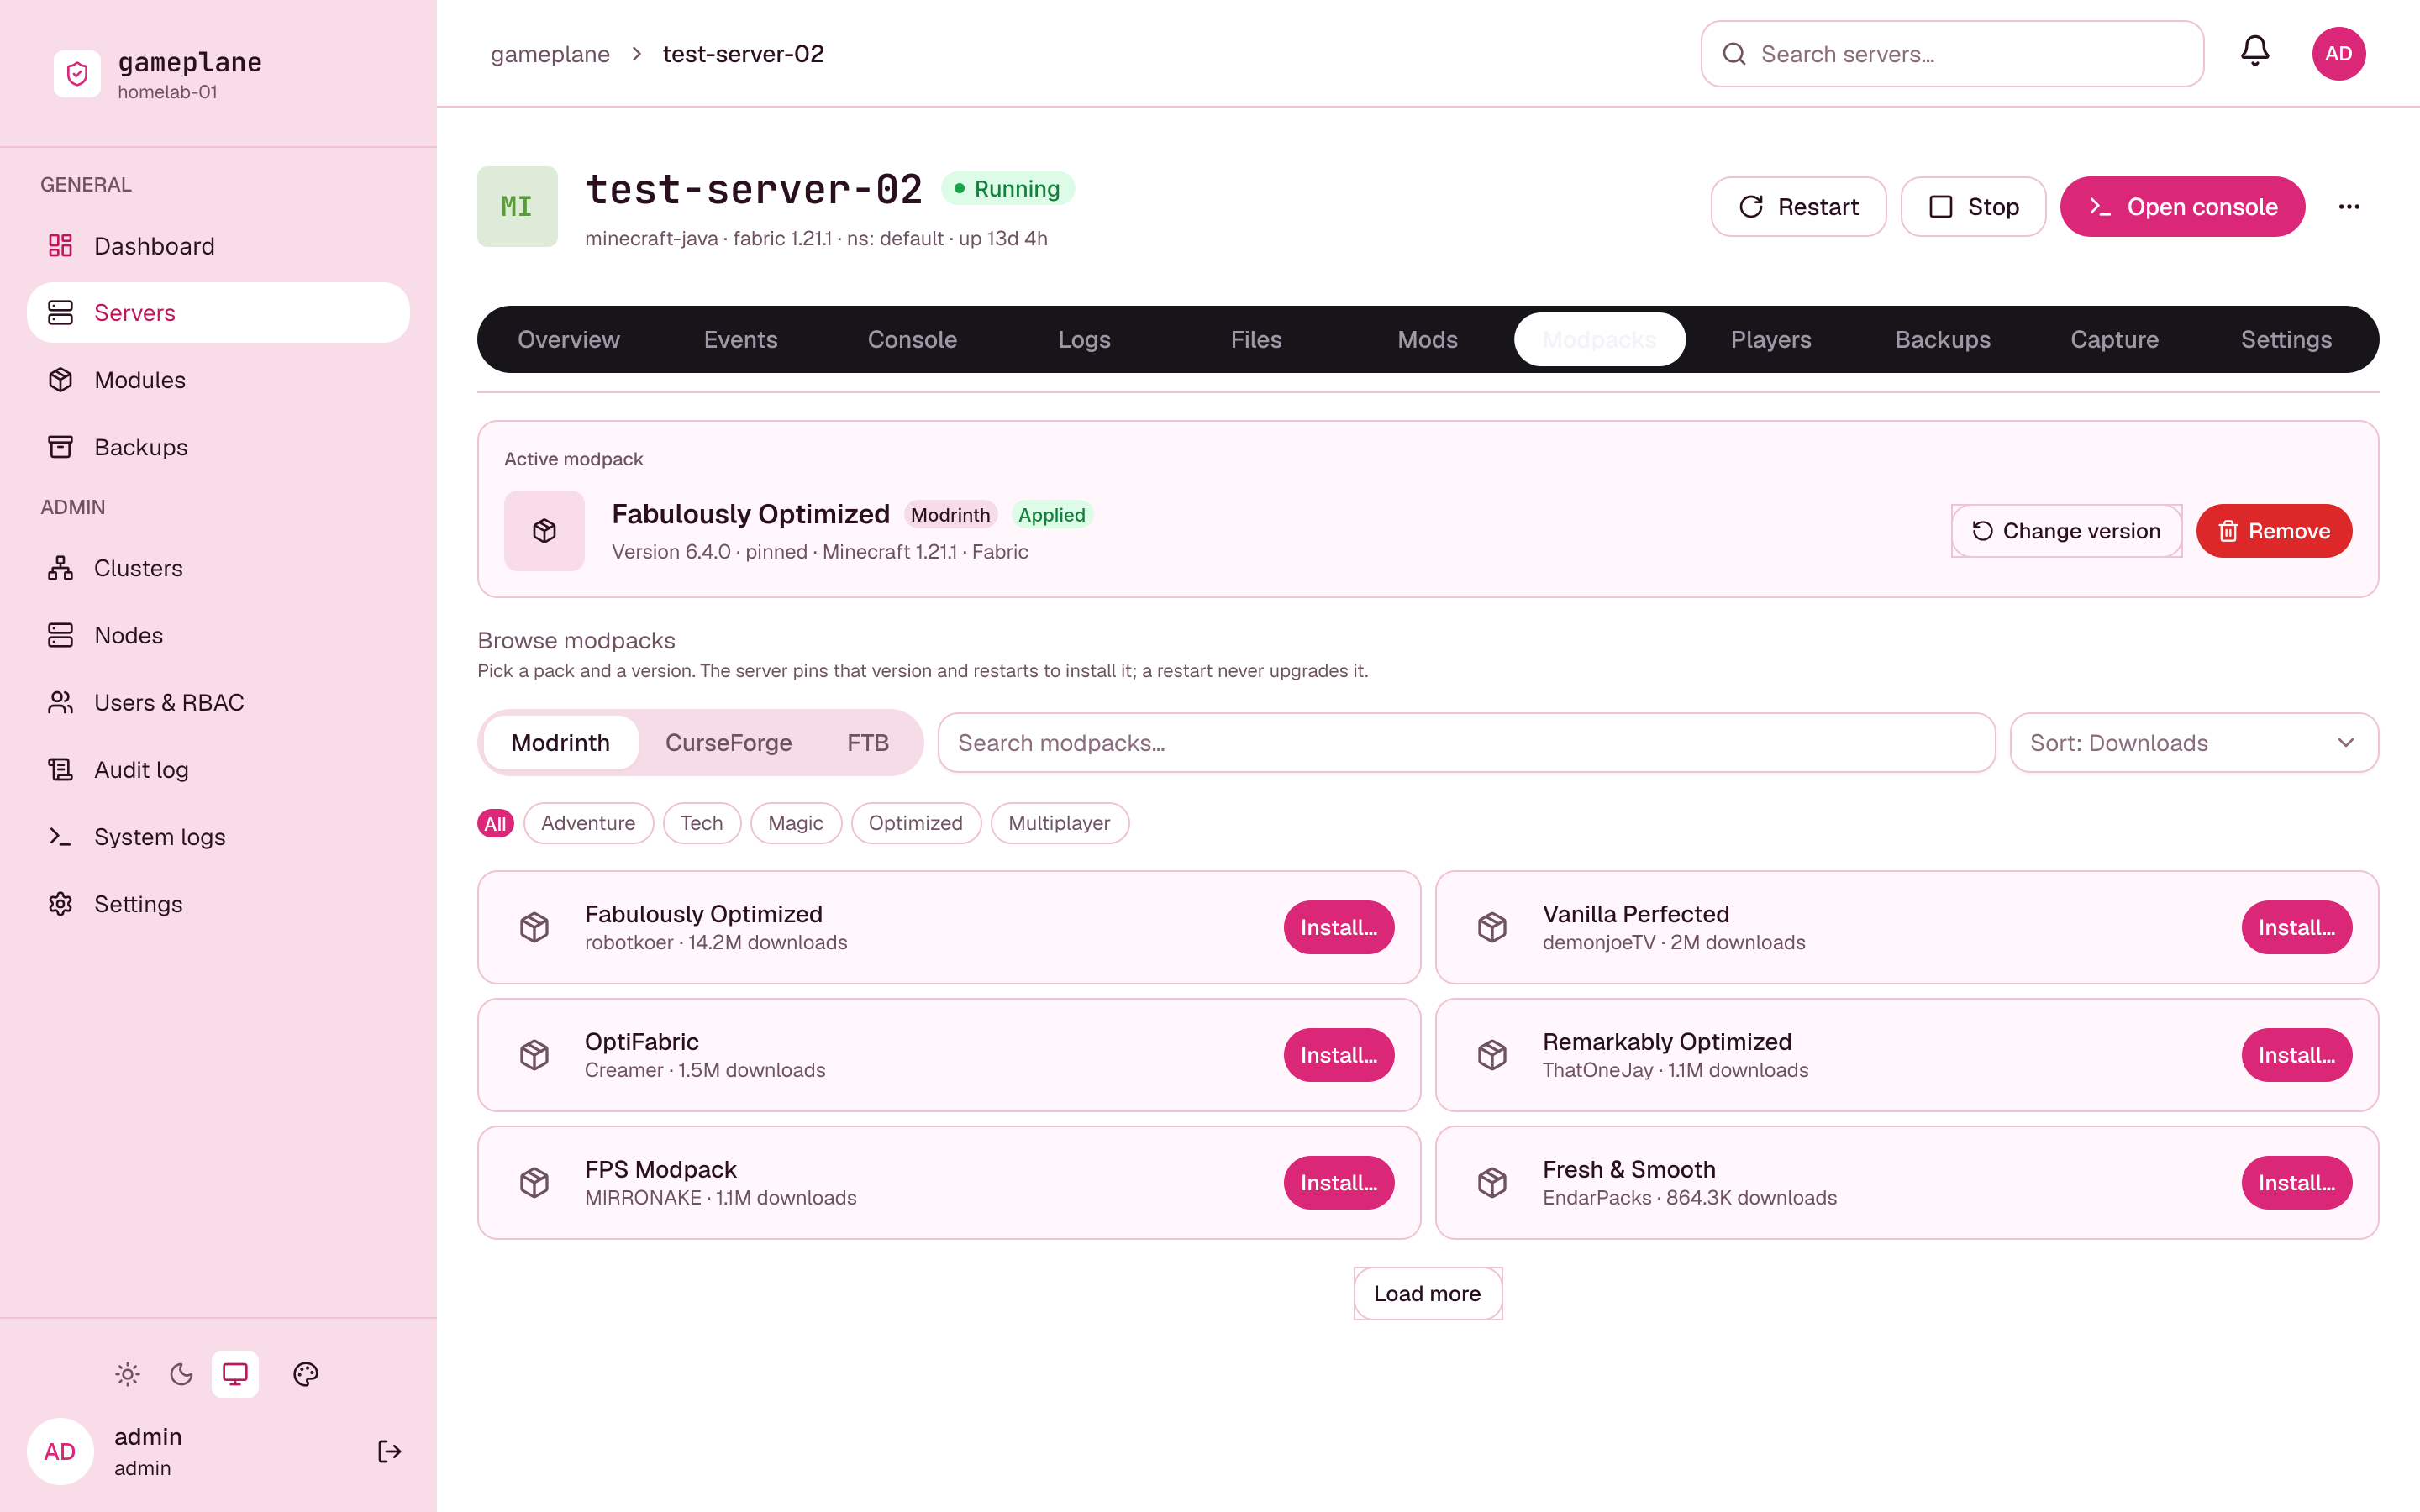 gameplane
homelab-01
GENERAL
Dashboard
Servers
Modules
Backups
ADMIN
Clusters
Nodes
Users & RBAC
Audit log
System logs
Settings
AD
admin
admin
gameplane > test-server-02
Search servers...
AD
MI
test-server-02
Running
minecraft-java · fabric 1.21.1 · ns: default · up 13d 4h
Restart
Stop
Open console
Overview
Events
Console
Logs
Files
Mods
Modpacks
Players
Backups
Capture
Settings
Active modpack
Fabulously Optimized
Modrinth
Applied
Version 6.4.0 · pinned · Minecraft 1.21.1 · Fabric
Change version
Remove
Browse modpacks
Pick a pack and a version. The server pins that version and restarts to install it; a restart never upgrades it.
Modrinth
CurseForge
FTB
Search modpacks...
Sort: Downloads
All
Adventure
Tech
Magic
Optimized
Multiplayer
Fabulously Optimized
robotkoer · 14.2M downloads
Install...
Vanilla Perfected
demonjoeTV · 2M downloads
Install...
OptiFabric
Creamer · 1.5M downloads
Install...
Remarkably Optimized
ThatOneJay · 1.1M downloads
Install...
FPS Modpack
MIRRONAKE · 1.1M downloads
Install...
Fresh & Smooth
EndarPacks · 864.3K downloads
Install...
Load more